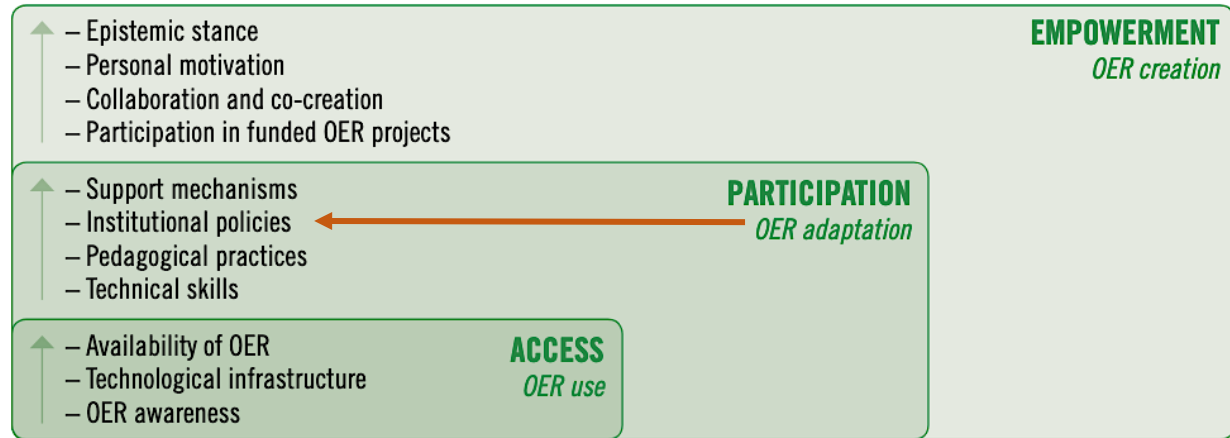 – Epistemic stance
– Personal motivation
– Collaboration and co-creation
– Participation in funded OER projects
EMPOWERMENT
OER creation
– Support mechanisms
– Institutional policies
– Pedagogical practices
– Technical skills
PARTICIPATION
OER adaptation
– Availability of OER
– Technological infrastructure
– OER awareness
ACCESS
OER use